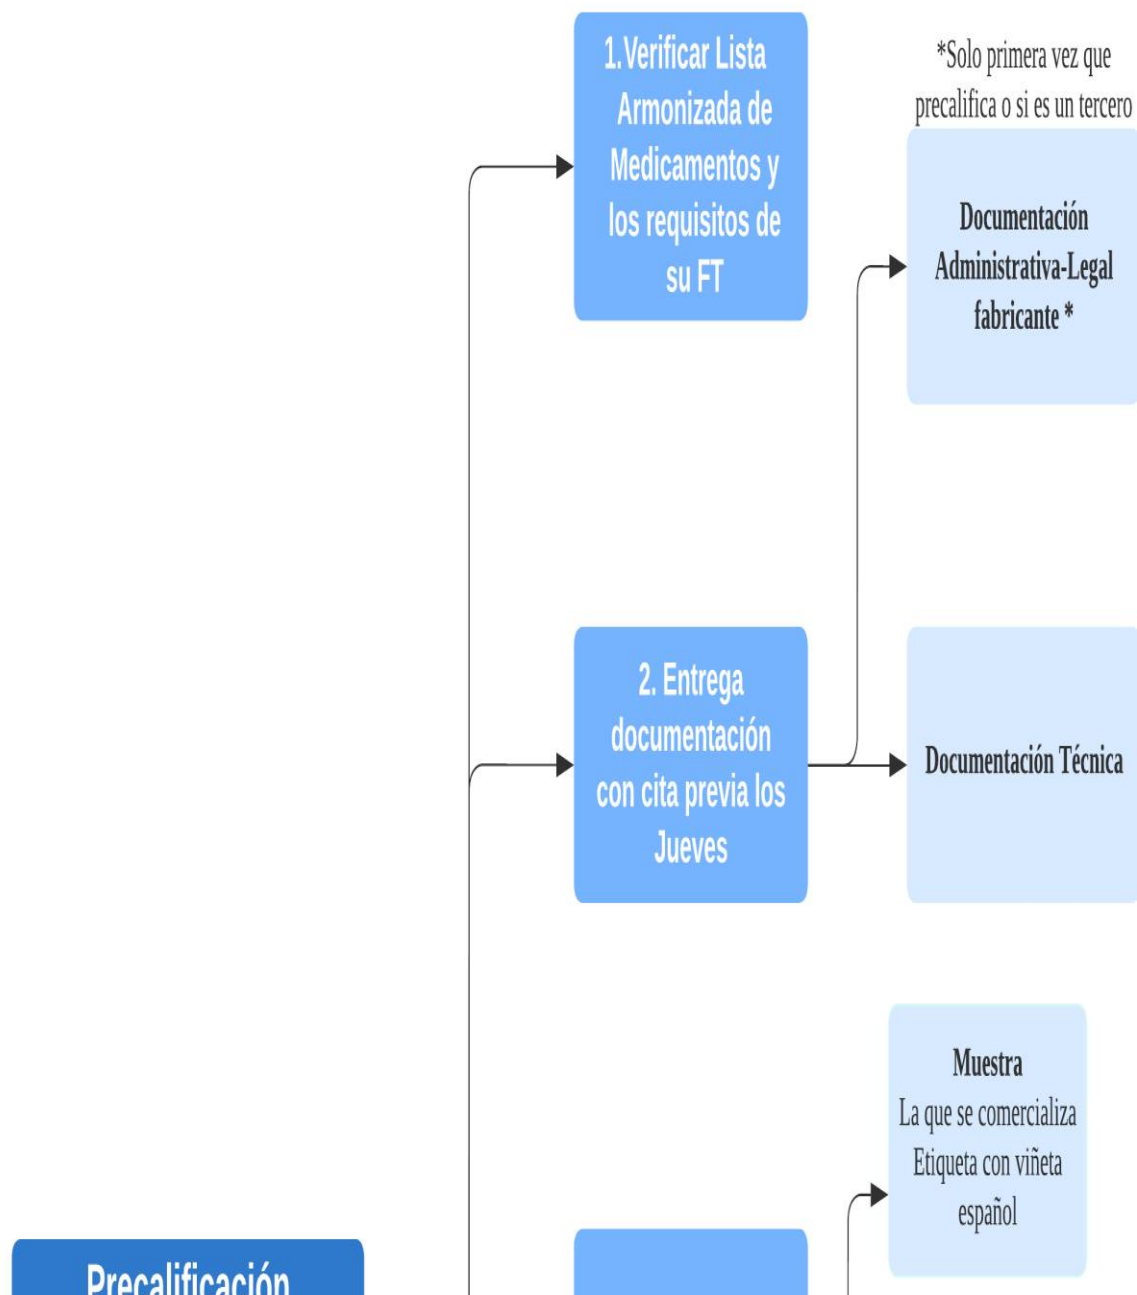 1.Verificar Lista
Armonizada de
Medicamentos y
los requisitos de
su FT
*Solo primera vez que
precalifica o si es un tercero
Documentación
Administrativa-Legal
fabricante *
2. Entrega
documentación
con cita previa los
Jueves
Documentación Técnica
Muestra
La que se comercializa
Etiqueta con viñeta
español
Precalificación